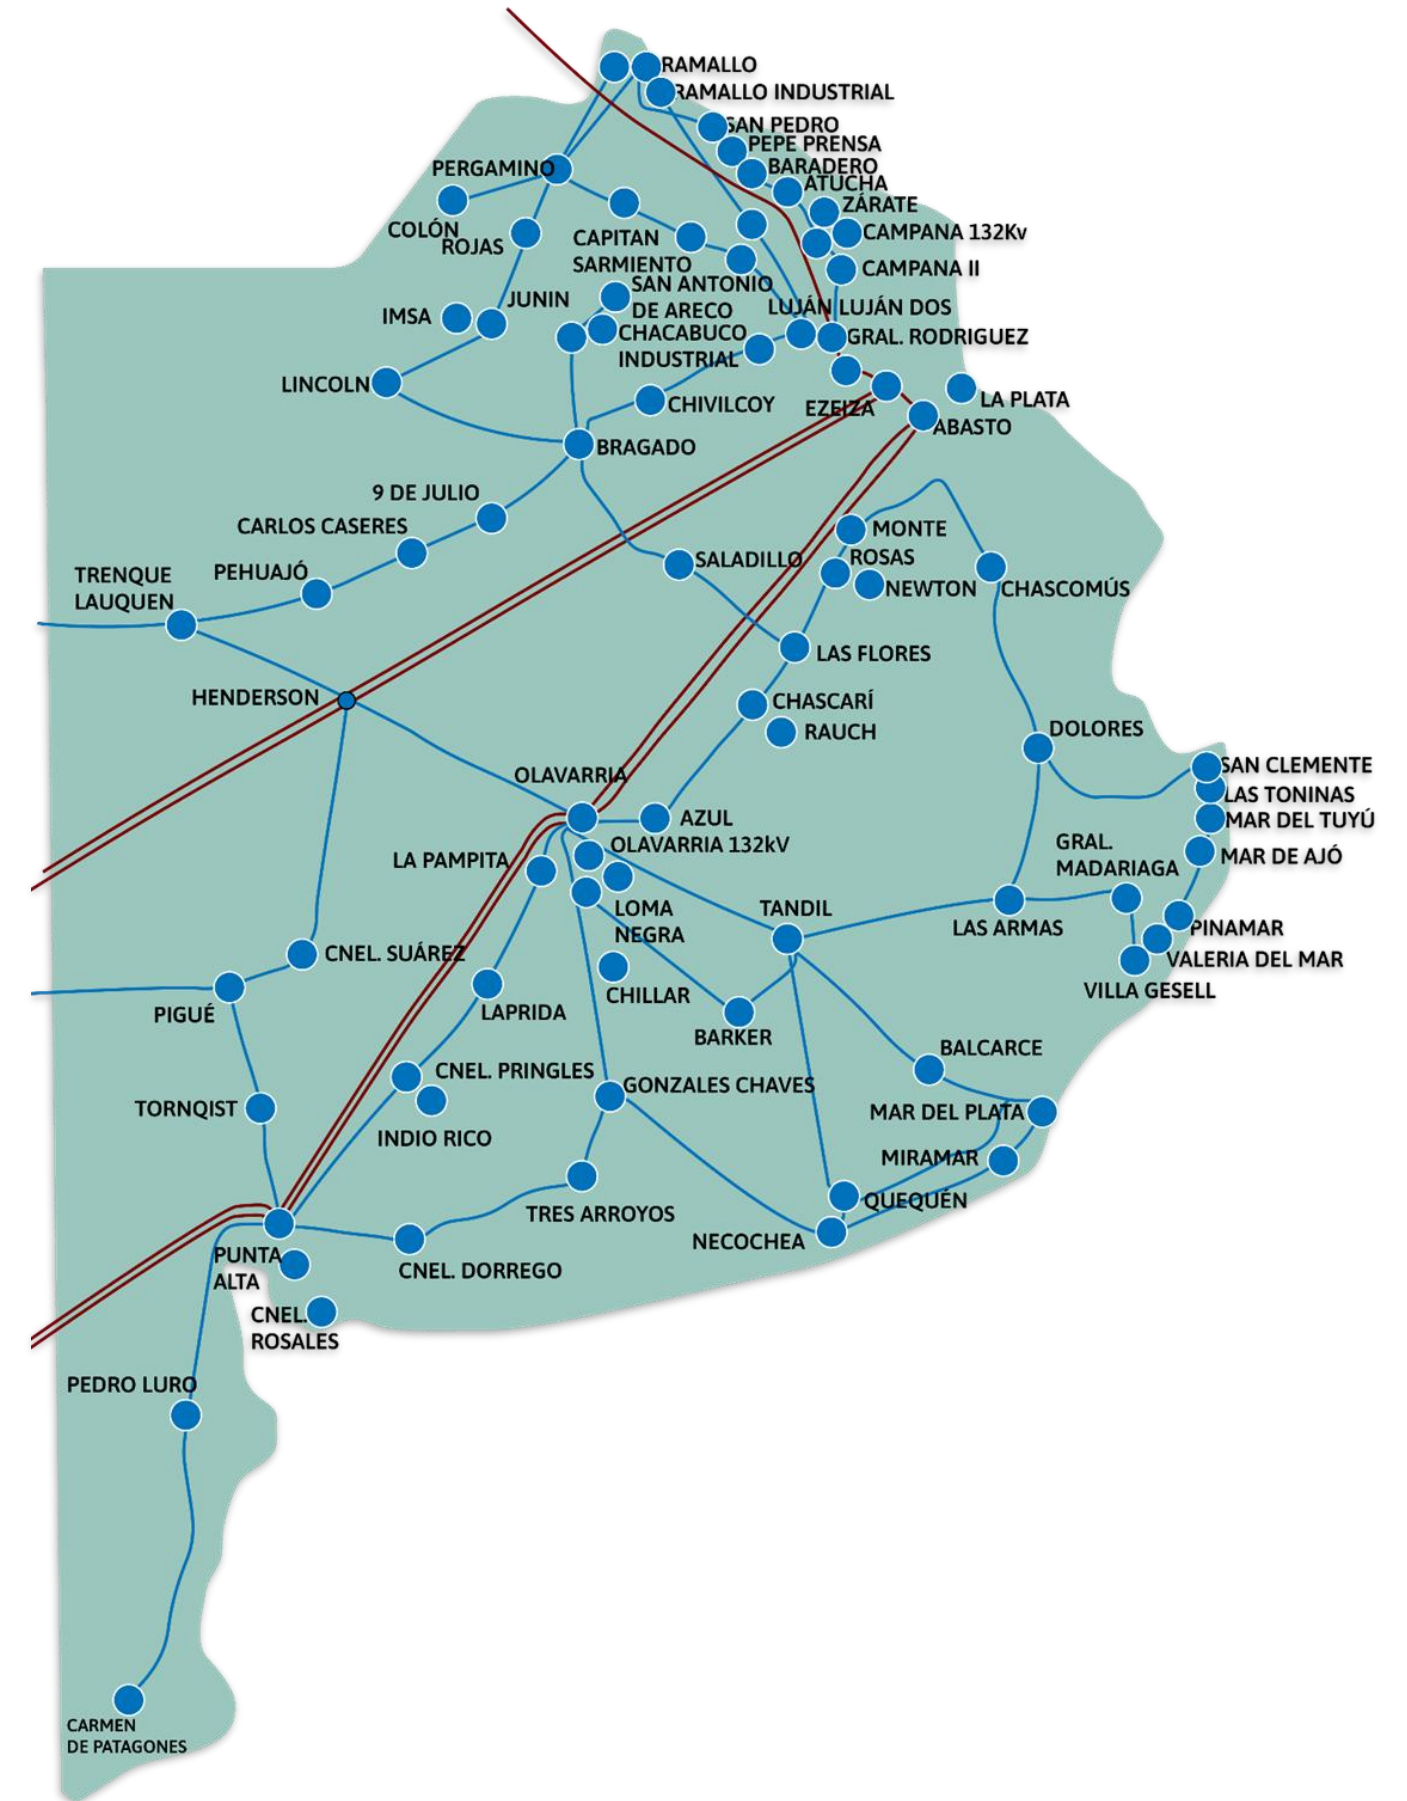 RAMALLO
RAMALLO INDUSTRIAL
SAN PEDRO
PEPE PRENSA
BARADERO
PERGAMINO
ATUCHA
ZÁRATE
COLÓN
CAMPANA 132Kv
ROJAS
CAPITAN
SARMIENTO
CAMPANA II
SAN ANTONIO
DE ARECO
JUNIN
LUJÁN
LUJÁN DOS
IMSA
CHACABUCO
INDUSTRIAL
GRAL. RODRIGUEZ
LINCOLN
CHIVILCOY
EZEIZA
LA PLATA
ABASTO
BRAGADO
9 DE JULIO
CARLOS CASERES
MONTE
ROSAS
SALADILLO
PEHUAJÓ
TRENQUE
LAUQUEN
NEWTON
CHASCOMÚS
LAS FLORES
HENDERSON
CHASCARÍ
RAUCH
DOLORES
SAN CLEMENTE
OLAVARRIA
LAS TONINAS
AZUL
MAR DEL TUYÚ
OLAVARRIA 132kV
GRAL.
MADARIAGA
MAR DE AJÓ
LA PAMPITA
LOMA
NEGRA
TANDIL
LAS ARMAS
PINAMAR
CNEL. SUÁREZ
VALERIA DEL MAR
VILLA GESELL
CHILLAR
PIGUÉ
LAPRIDA
BARKER
BALCARCE
CNEL. PRINGLES
GONZALES CHAVES
TORNQIST
MAR DEL PLATA
INDIO RICO
MIRAMAR
QUEQUÉN
TRES ARROYOS
NECOCHEA
PUNTA
ALTA
CNEL. DORREGO
CNEL.
ROSALES
PEDRO LURO
CARMEN
DE PATAGONES